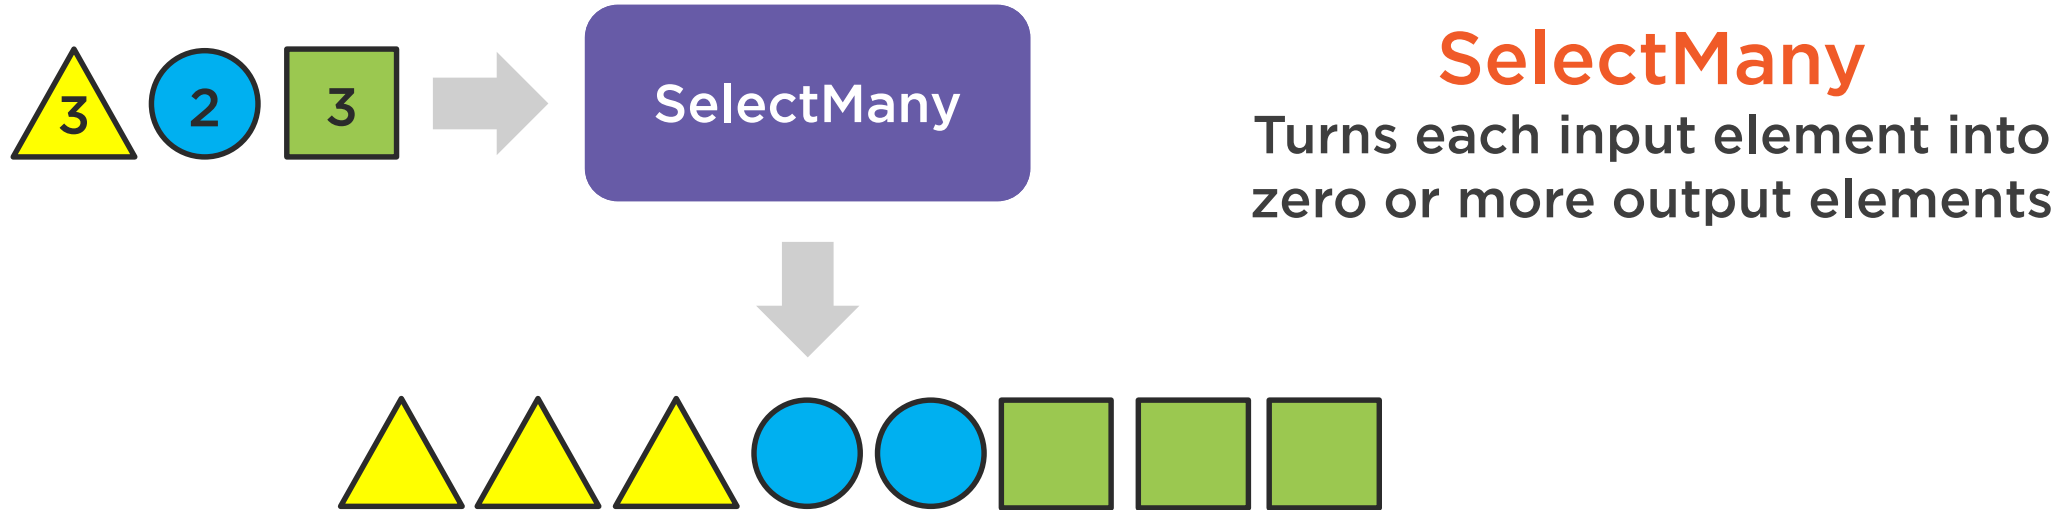 3 2 3
SelectMany
SelectMany
Turns each input element into
zero or more output elements